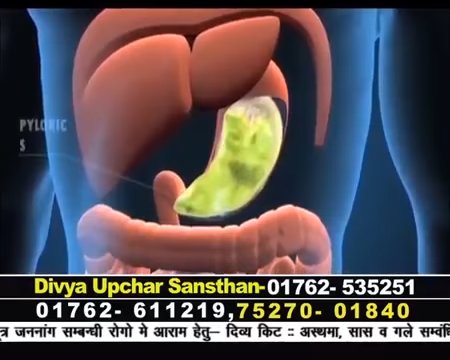 PYLORIC
S
Divya Upchar Sansthan-01762- 535251
01762- 611219,75270- 01840
त्र जननांग सम्बन्धी रोगो मे आराम हेतु– दिव्य किट :: अस्थमा, सास व गले सम्बंधि